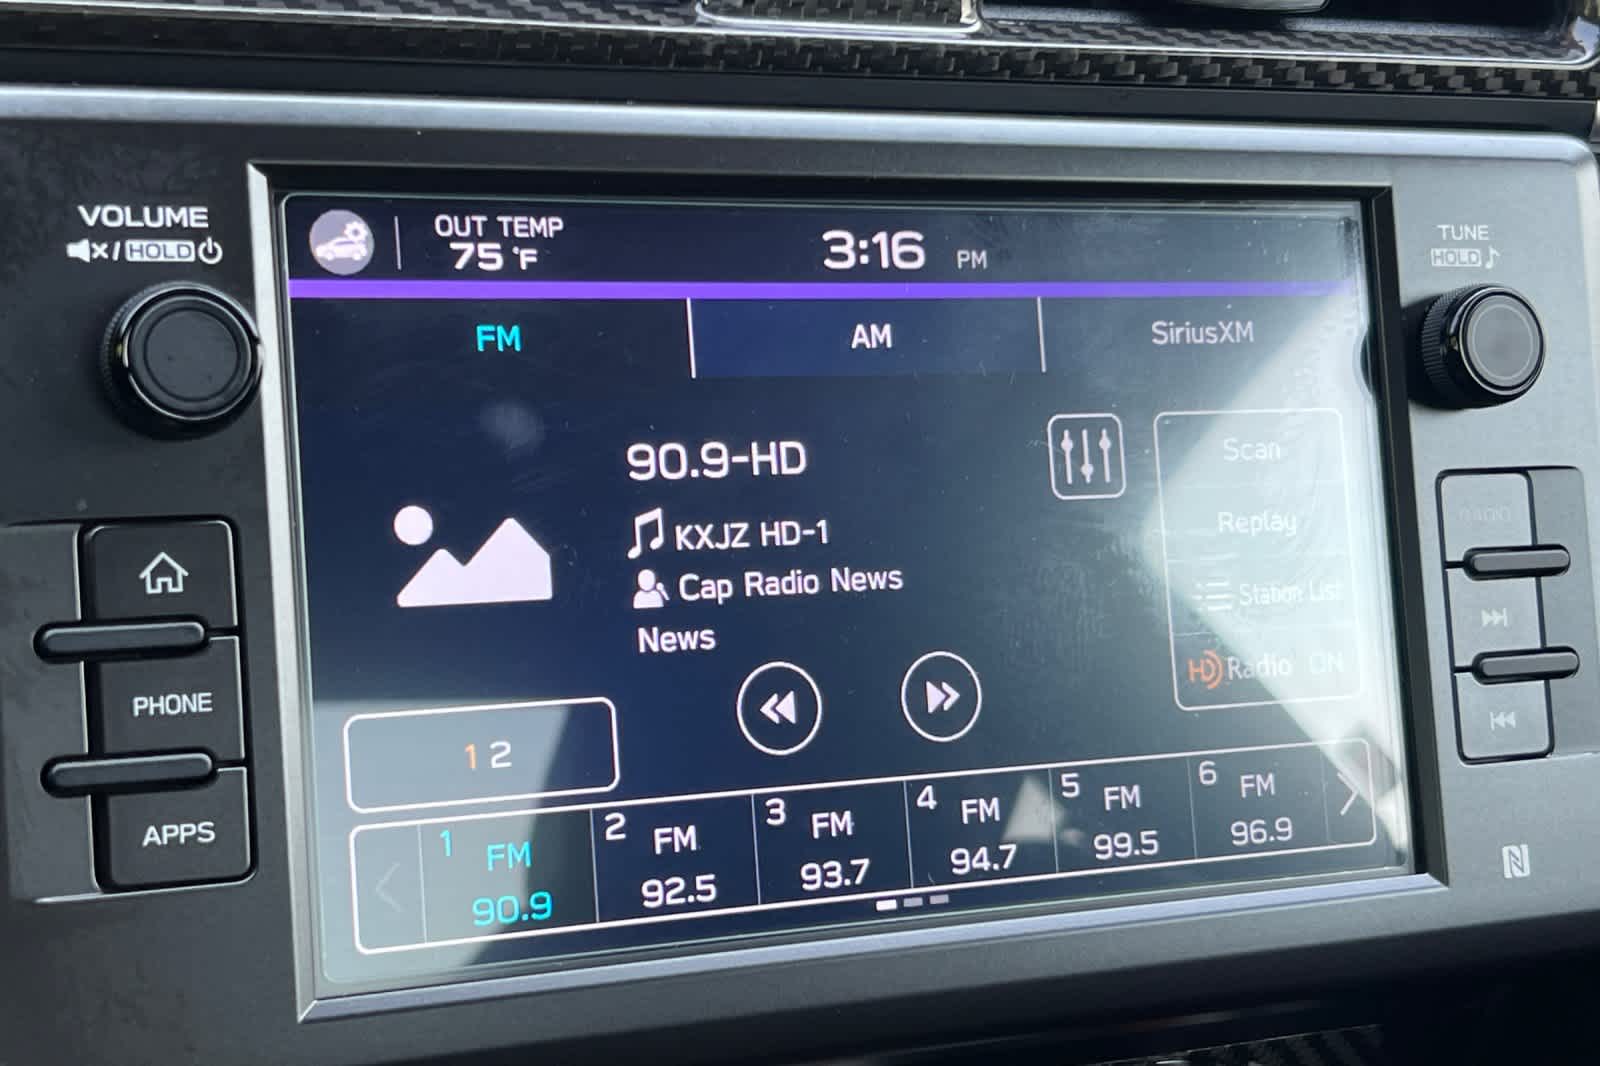 VOLUME
/ HOLD
OUT TEMP
75 °F
3:16 PM
TUNE
HOLD
FM
AM
SiriusXM
90.9-HD
KXJZ HD-1
Cap Radio News
News
Scan
Replay
Station List
HD Radio ON
RADIO
PHONE
APPS
1 2
1 FM 90.9
2 FM 92.5
3 FM 93.7
4 FM 94.7
5 FM 99.5
6 FM 96.9